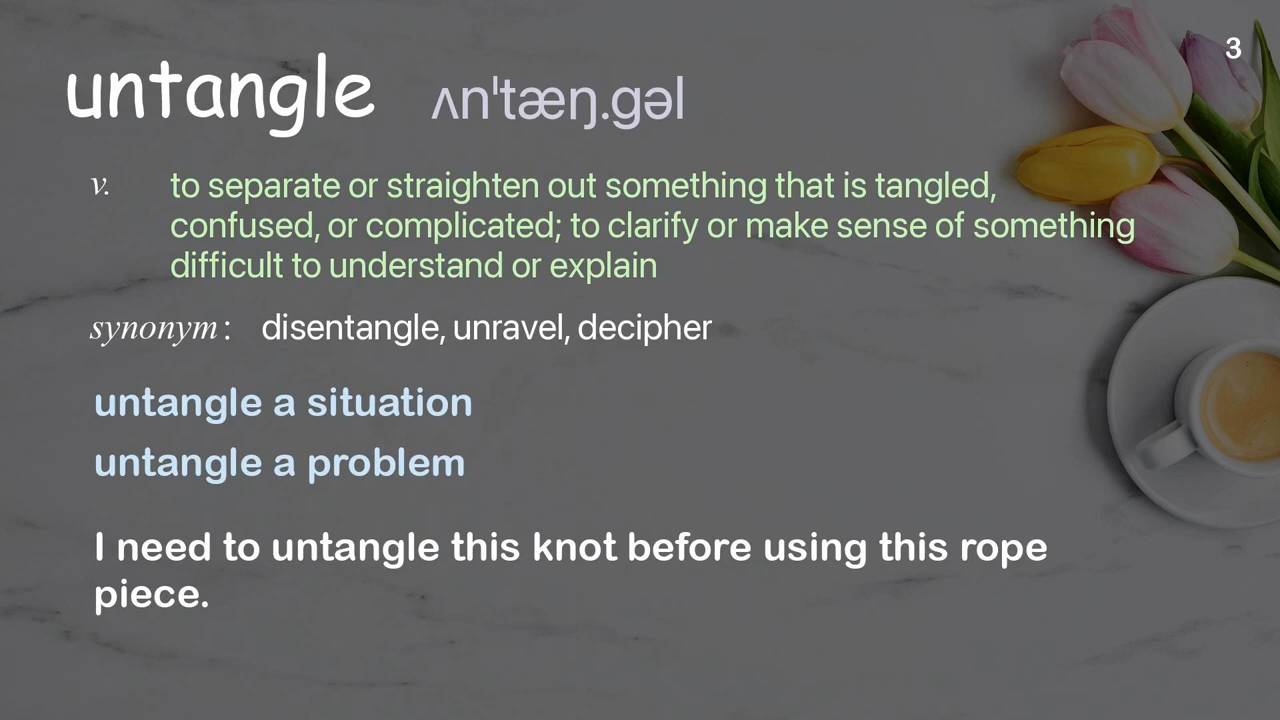 3
untangle ʌnˈtæŋ.gəl
v. to separate or straighten out something that is tangled,
confused, or complicated; to clarify or make sense of something
difficult to understand or explain
synonym: disentangle, unravel, decipher
untangle a situation
untangle a problem
I need to untangle this knot before using this rope
piece.